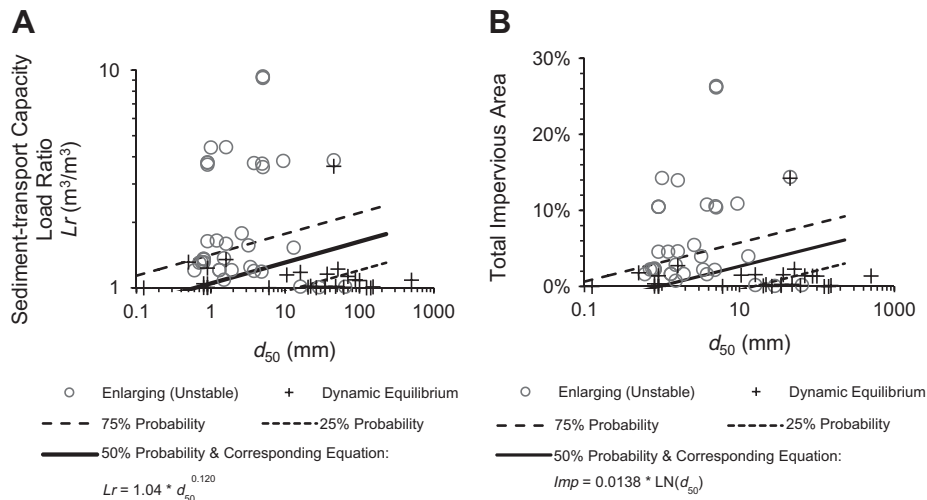 A
Sediment-transport Capacity
Load Ratio
Lr (m³/m³)
10
1
0.1 1 10 100 1000
d₅₀ (mm)
○ Enlarging (Unstable) + Dynamic Equilibrium
75% Probability 25% Probability
50% Probability & Corresponding Equation:
Lr = 1.04 * d₅₀^0.120
B
Total Impervious Area
30%
20%
10%
0%
0.1 1 10 100 1000
d₅₀ (mm)
○ Enlarging (Unstable) + Dynamic Equilibrium
75% Probability 25% Probability
50% Probability & Corresponding Equation:
Imp = 0.0138 * LN(d₅₀)